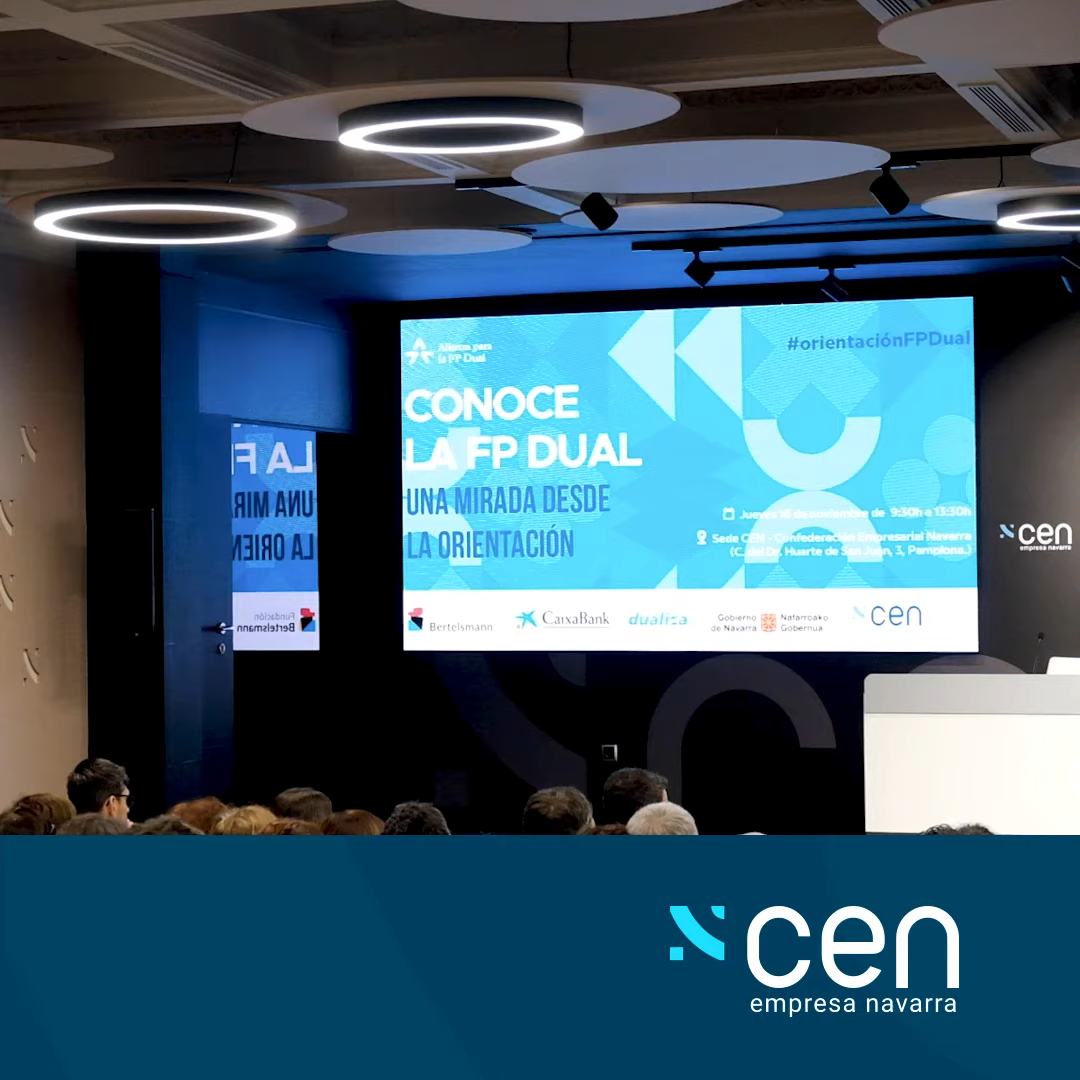 #orientaciónFPDual
Alianza para
la FP Dual
CONOCE
LA FP DUAL
UNA MIRADA DESDE
LA ORIENTACIÓN
Jueves 16 de noviembre de 9:30h a 13:30h
Sede CEN - Confederación Empresarial Navarra
(C. del Dr. Huarte de San Juan, 3, Pamplona.)
Bertelsmann
CaixaBank
dualiza
Gobierno de Navarra
Nafarroako Gobernua
cen
LA F
UNA MIRA
LA ORIEN
Fundación
Bertelsmann
cen
empresa navarra
cen
empresa navarra